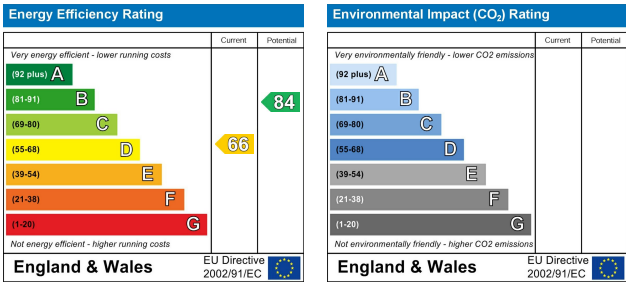 Energy Efficiency Rating
Current Potential
Very energy efficient - lower running costs
(92 plus) A
(81-91) B
(69-80) C
(55-68) D
(39-54) E
(21-38) F
(1-20) G
66
84
Not energy efficient - higher running costs
England & Wales
EU Directive
2002/91/EC
Environmental Impact (CO2) Rating
Current Potential
Very environmentally friendly - lower CO2 emissions
(92 plus) A
(81-91) B
(69-80) C
(55-68) D
(39-54) E
(21-38) F
(1-20) G
Not environmentally friendly - higher CO2 emissions
England & Wales
EU Directive
2002/91/EC